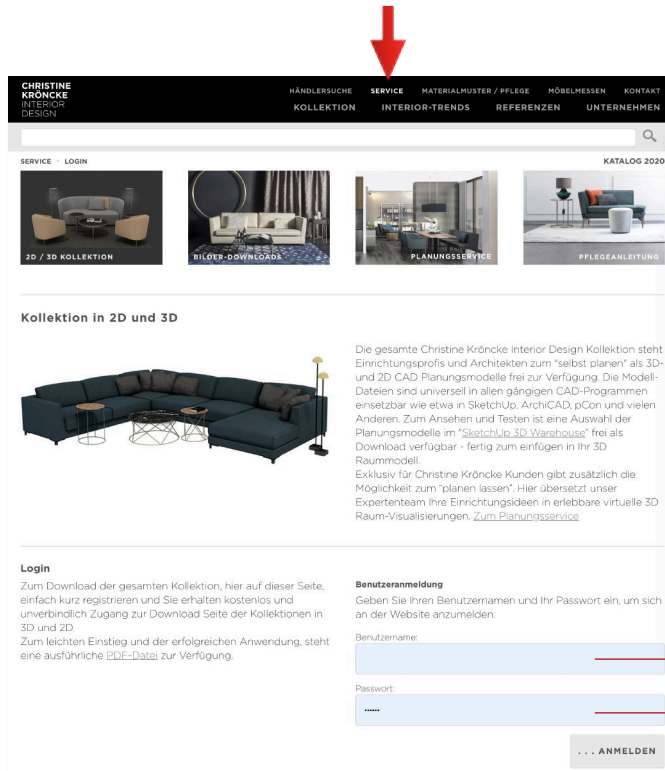 CHRISTINE
KRÖNCKE
INTERIOR
DESIGN
HÄNDLERSUCHE SERVICE MATERIALMUSTER / PFLEGE MÖBELMESSEN KONTAKT
KOLLEKTION INTERIOR-TRENDS REFERENZEN UNTERNEHMEN
SERVICE - LOGIN
KATALOG 2020
2D / 3D KOLLEKTION
BILDER-DOWNLOADS
PLANUNGSSERVICE
PFLEGEANLEITUNG
Kollektion in 2D und 3D
Die gesamte Christine Kröncke Interior Design Kollektion steht
Einrichtungsprofis und Architekten zum "selbst planen" als 3D-
und 2D CAD Planungsmodelle frei zur Verfügung. Die Modell-
Dateien sind universell in allen gängigen CAD-Programmen
einsetzbar wie etwa in SketchUp, ArchiCAD, pCon und vielen
Anderen. Zum Ansehen und Testen ist eine Auswahl der
Planungsmodelle im "SketchUp 3D Warehouse" frei als
Download verfügbar - fertig zum einfügen in Ihr 3D
Raummodell.
Exklusiv für Christine Kröncke Kunden gibt zusätzlich die
Möglichkeit zum "planen lassen". Hier übersetzt unser
Expertenteam Ihre Einrichtungsideen in erlebbare virtuelle 3D
Raum-Visualisierungen. Zum Planungsservice
Login
Zum Download der gesamten Kollektion, hier auf dieser Seite,
einfach kurz registrieren und Sie erhalten kostenlos und
unverbindlich Zugang zur Download Seite der Kollektionen in
3D und 2D.
Zum leichten Einstieg und der erfolgreichen Anwendung, steht
eine ausführliche PDF-Datei zur Verfügung.
Benutzeranmeldung
Geben Sie Ihren Benutzernamen und Ihr Passwort ein, um sich
an der Website anzumelden:
Benutzername:
Passwort:
••••••
. . . ANMELDEN